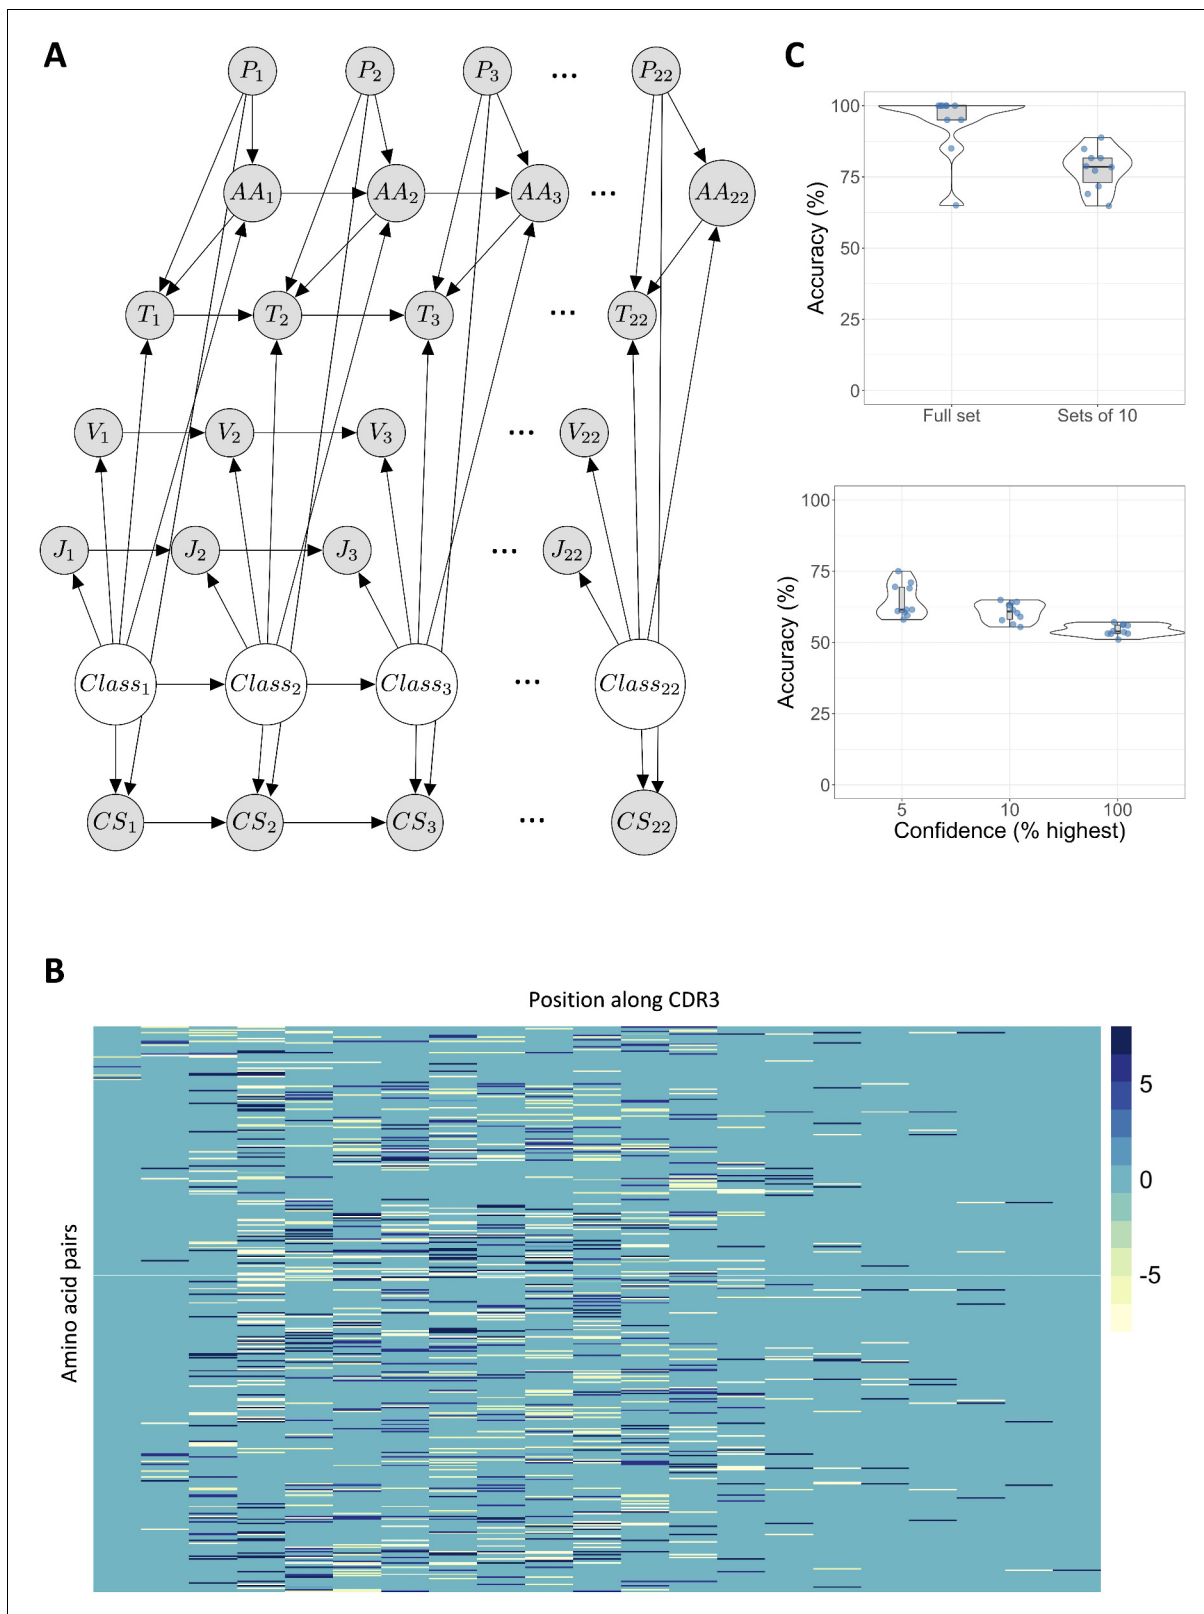 A
P1 P2 P3 ... P22
AA1 AA2 AA3 ... AA22
T1 T2 T3 ... T22
V1 V2 V3 ... V22
J1 J2 J3 ... J22
Class1 Class2 Class3 ... Class22
CS1 CS2 CS3 ... CS22
C
Accuracy (%)
100
75
50
25
0
Full set Sets of 10
Accuracy (%)
100
75
50
25
0
5 10 100
Confidence (% highest)
B
Position along CDR3
Amino acid pairs
5
0
-5